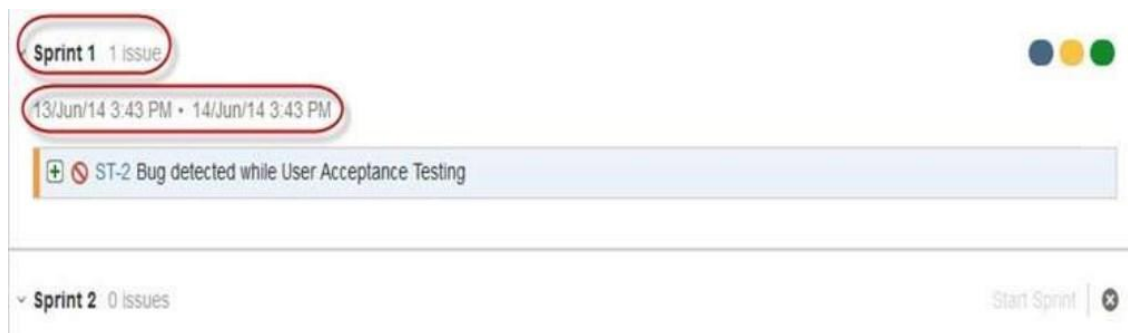 Sprint 1 1 issue
13/Jun/14 3:43 PM • 14/Jun/14 3:43 PM
ST-2 Bug detected while User Acceptance Testing
Sprint 2 0 issues Start Sprint